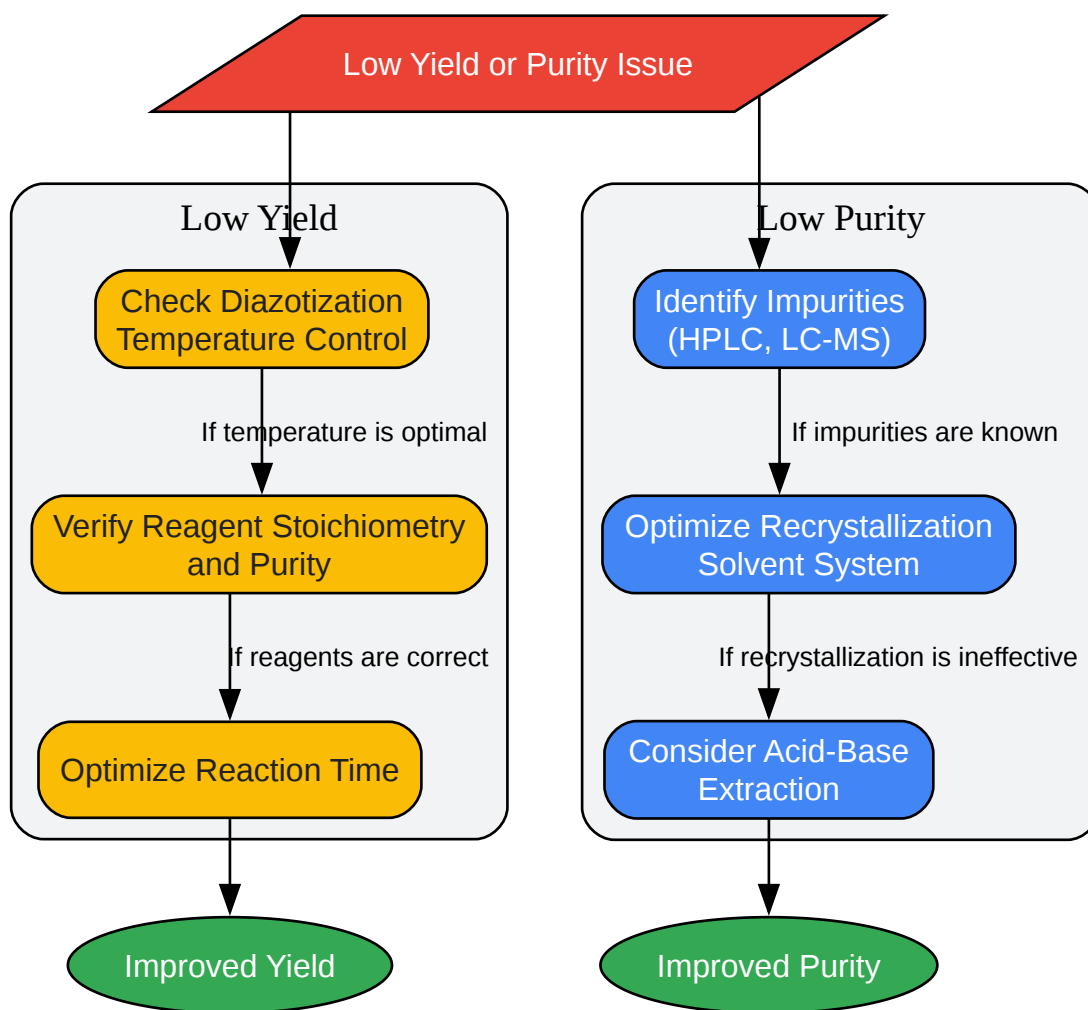 Low Yield or Purity Issue
Low Yield
Check Diazotization
Temperature Control
If temperature is optimal
Verify Reagent Stoichiometry
and Purity
If reagents are correct
Optimize Reaction Time
Improved Yield
Low Purity
Identify Impurities
(HPLC, LC-MS)
If impurities are known
Optimize Recrystallization
Solvent System
If recrystallization is ineffective
Consider Acid-Base
Extraction
Improved Purity